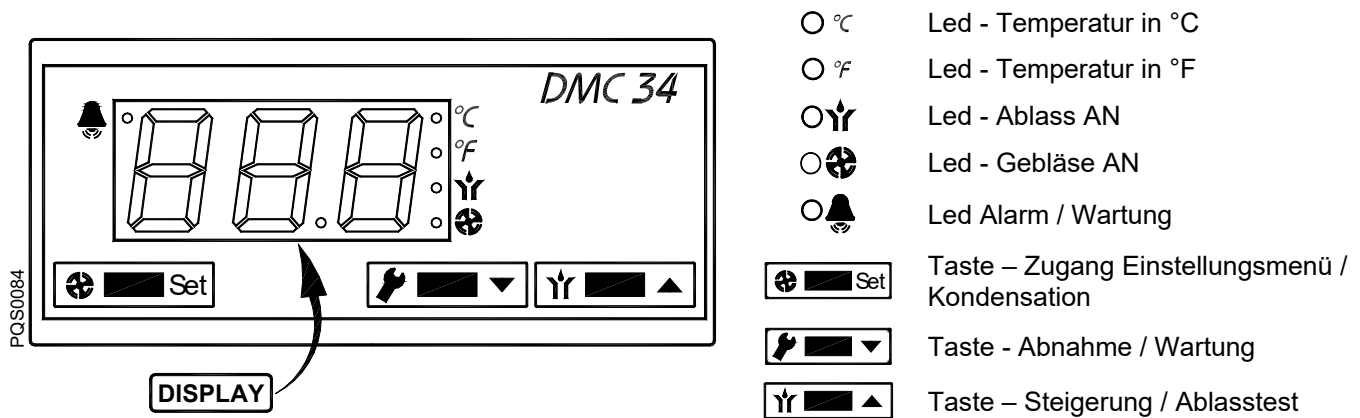 DMC 34
°C
°F
Set
PQS0084
DISPLAY
°C Led - Temperatur in °C
°F Led - Temperatur in °F
Led - Ablass AN
Led - Gebläse AN
Led Alarm / Wartung
Set Taste – Zugang Einstellungsmenü /
Kondensation
Taste - Abnahme / Wartung
Taste – Steigerung / Ablasstest